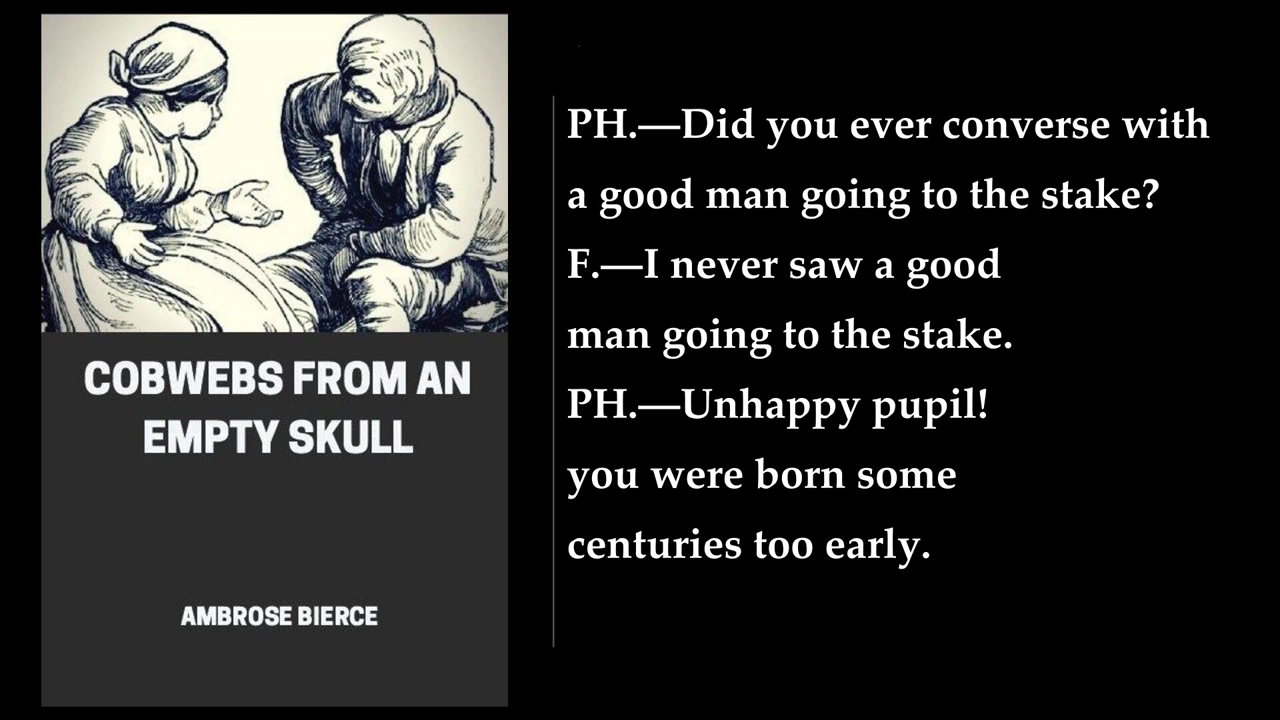 COBWEBS FROM AN
EMPTY SKULL
AMBROSE BIERCE
PH.—Did you ever converse with
a good man going to the stake?
F.—I never saw a good
man going to the stake.
PH.—Unhappy pupil!
you were born some
centuries too early.